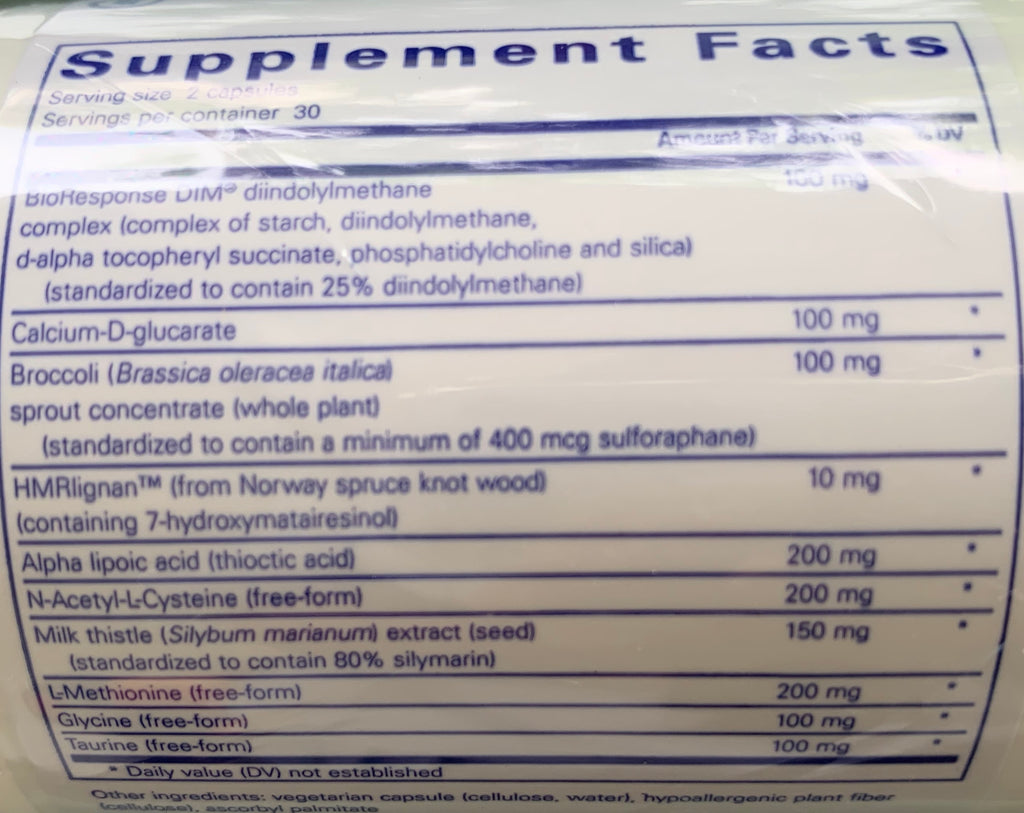 Supplement Facts
Serving size 2 capsules
Servings per container 30
Amount Per Serving % DV
BioResponse DIM® diindolylmethane 100 mg
complex (complex of starch, diindolylmethane,
d-alpha tocopheryl succinate, phosphatidylcholine and silica)
(standardized to contain 25% diindolylmethane)
Calcium-D-glucarate 100 mg *
Broccoli (Brassica oleracea italica) 100 mg *
sprout concentrate (whole plant)
(standardized to contain a minimum of 400 mcg sulforaphane)
HMRlignan™ (from Norway spruce knot wood) 10 mg *
(containing 7-hydroxymatairesinol)
Alpha lipoic acid (thioctic acid) 200 mg *
N-Acetyl-L-Cysteine (free-form) 200 mg *
Milk thistle (Silybum marianum) extract (seed) 150 mg *
(standardized to contain 80% silymarin)
L-Methionine (free-form) 200 mg *
Glycine (free-form) 100 mg *
Taurine (free-form) 100 mg *
* Daily value (DV) not established
Other ingredients: vegetarian capsule (cellulose, water), hypoallergenic plant fiber
(cellulose), ascorbyl palmitate